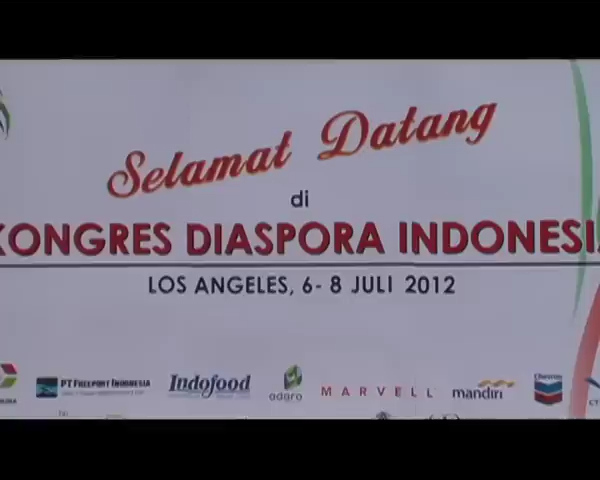 Selamat Datang
di
KONGRES DIASPORA INDONESIA
LOS ANGELES, 6- 8 JULI 2012
PT FREEPORT INDONESIA Indofood adaro MARVELL mandiri Chevron CT